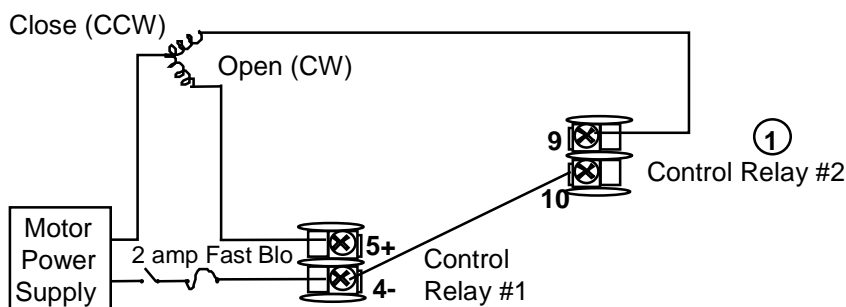 Close (CCW)
Open (CW)
9
1
Control Relay #2
10
Motor
Power
Supply
2 amp Fast Blo
5+
4-
Control
Relay #1